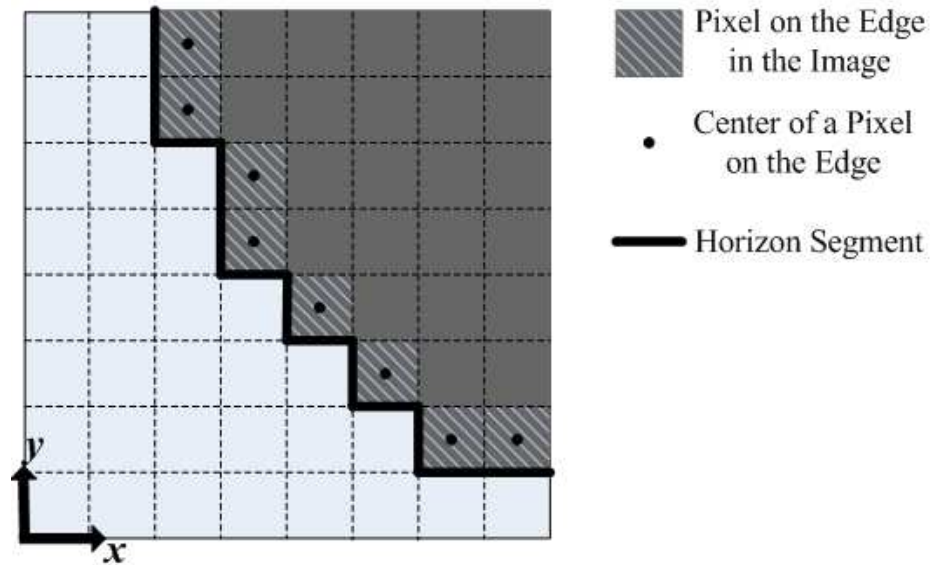 Pixel on the Edge
in the Image
Center of a Pixel
on the Edge
Horizon Segment
y
x